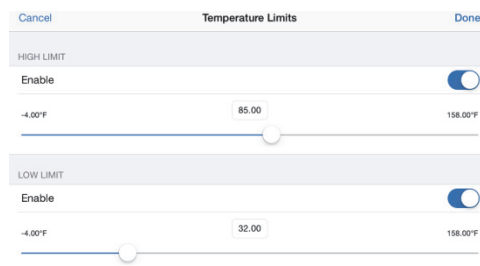 Cancel Temperature Limits Done
HIGH LIMIT
Enable
-4.00°F 85.00 158.00°F
LOW LIMIT
Enable
-4.00°F 32.00 158.00°F